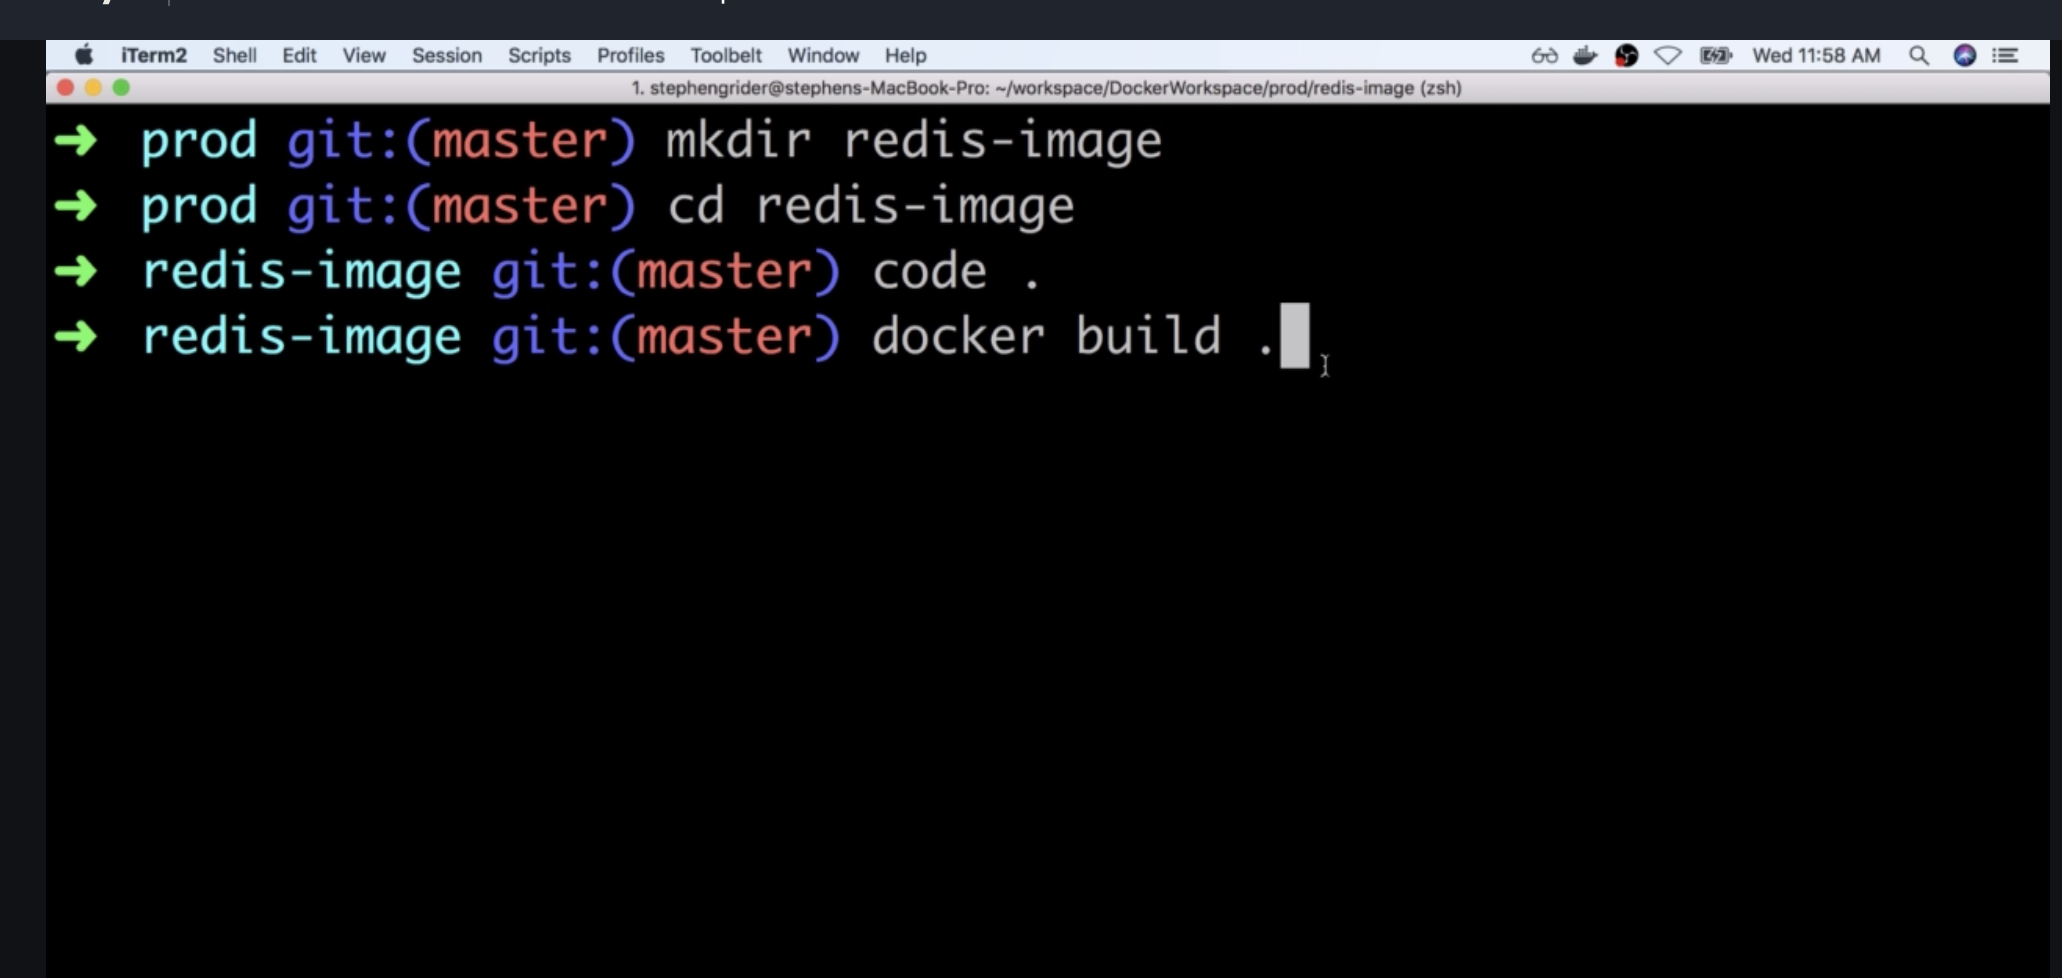 iTerm2 Shell Edit View Session Scripts Profiles Toolbelt Window Help Wed 11:58 AM
1. stephengrider@stephens-MacBook-Pro: ~/workspace/DockerWorkspace/prod/redis-image (zsh)
➜ prod git:(master) mkdir redis-image
➜ prod git:(master) cd redis-image
➜ redis-image git:(master) code .
➜ redis-image git:(master) docker build .